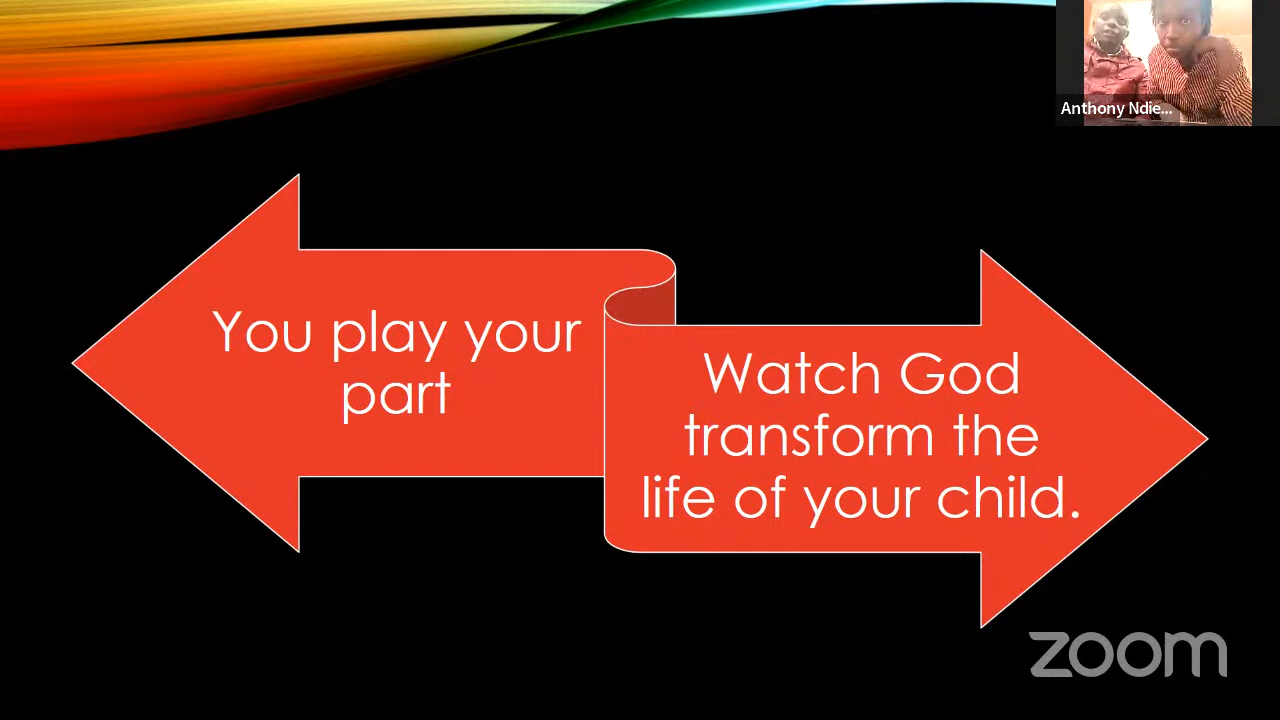 Anthony Ndie...
You play your
part
Watch God
transform the
life of your child.
zoom